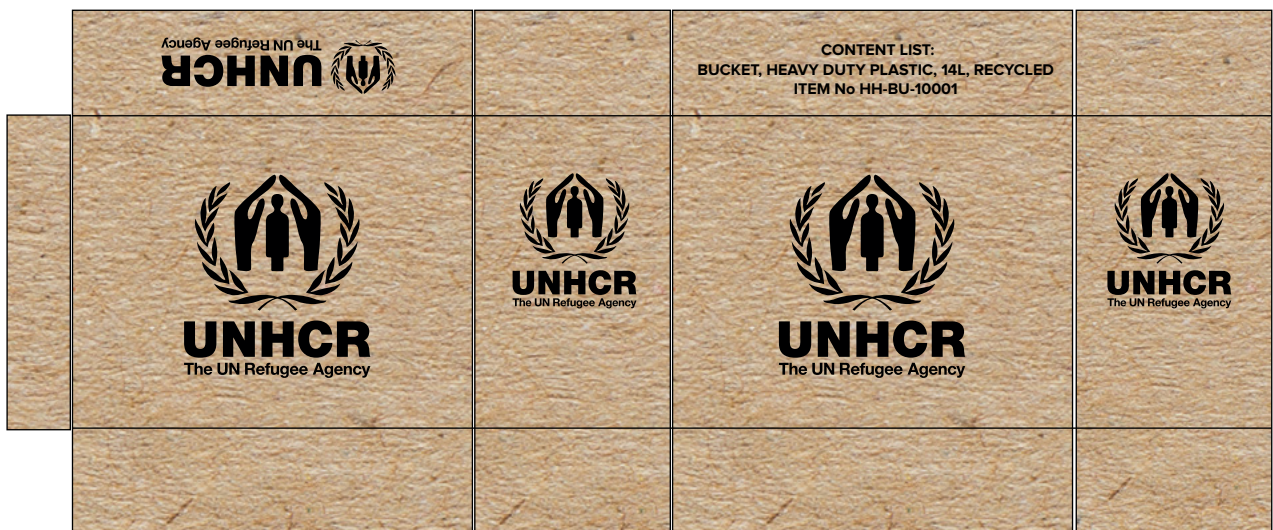 The UN Refugee Agency
UNHCR
CONTENT LIST:
BUCKET, HEAVY DUTY PLASTIC, 14L, RECYCLED
ITEM No HH-BU-10001
UNHCR
The UN Refugee Agency
UNHCR
The UN Refugee Agency
UNHCR
The UN Refugee Agency
UNHCR
The UN Refugee Agency